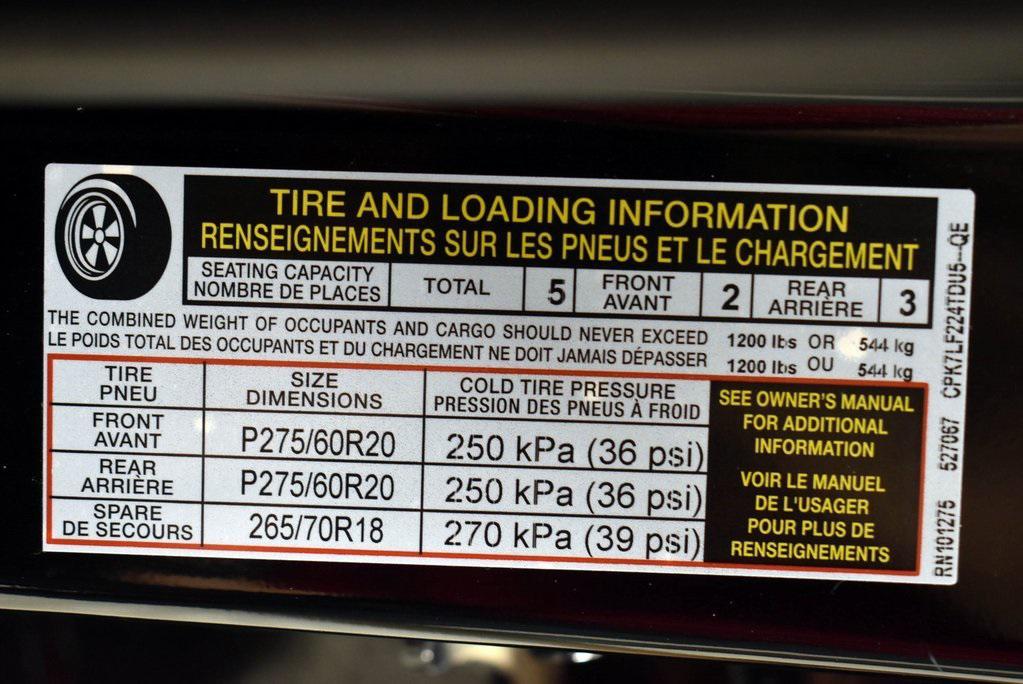 TIRE AND LOADING INFORMATION
RENSEIGNEMENTS SUR LES PNEUS ET LE CHARGEMENT
SEATING CAPACITY
NOMBRE DE PLACES
TOTAL
5
FRONT
AVANT
2
REAR
ARRIÈRE
3
THE COMBINED WEIGHT OF OCCUPANTS AND CARGO SHOULD NEVER EXCEED 1200 lbs OR 544 kg
LE POIDS TOTAL DES OCCUPANTS ET DU CHARGEMENT NE DOIT JAMAIS DÉPASSER 1200 lbs OU 544 kg
TIRE
PNEU
SIZE
DIMENSIONS
COLD TIRE PRESSURE
PRESSION DES PNEUS À FROID
FRONT
AVANT
P275/60R20
250 kPa (36 psi)
REAR
ARRIÈRE
P275/60R20
250 kPa (36 psi)
SPARE
DE SECOURS
265/70R18
270 kPa (39 psi)
SEE OWNER'S MANUAL
FOR ADDITIONAL
INFORMATION
VOIR LE MANUEL
DE L'USAGER
POUR PLUS DE
RENSEIGNEMENTS
RN101275 527067 CPK7LF224TDU5--QE